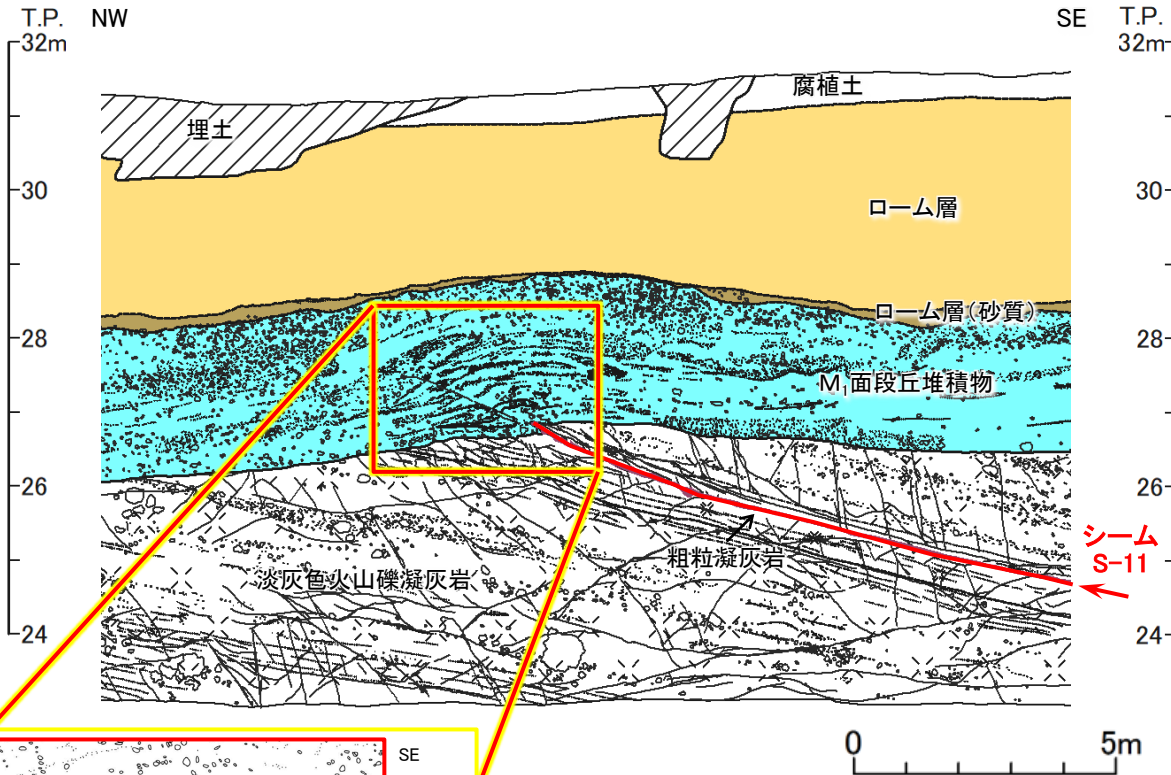 T.P. NW SE T.P.
32m 32m
腐植土
埋土
30 30
ローム層
ローム層(砂質)
28 28
M₁面段丘堆積物
26 26
シーム
S-11
粗粒凝灰岩
淡灰色火山礫凝灰岩
24 24
0 5m
SE